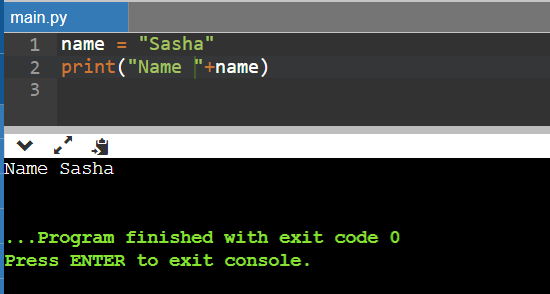 main.py
1 name = "Sasha"
2 print("Name "+name)
3
Name Sasha
...Program finished with exit code 0
Press ENTER to exit console.